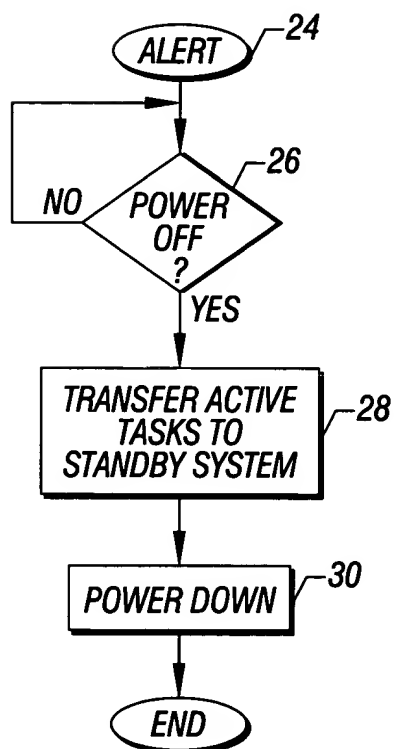 ALERT
24
26
NO
POWER
OFF
?
YES
TRANSFER ACTIVE
TASKS TO
STANDBY SYSTEM
28
POWER DOWN
30
END